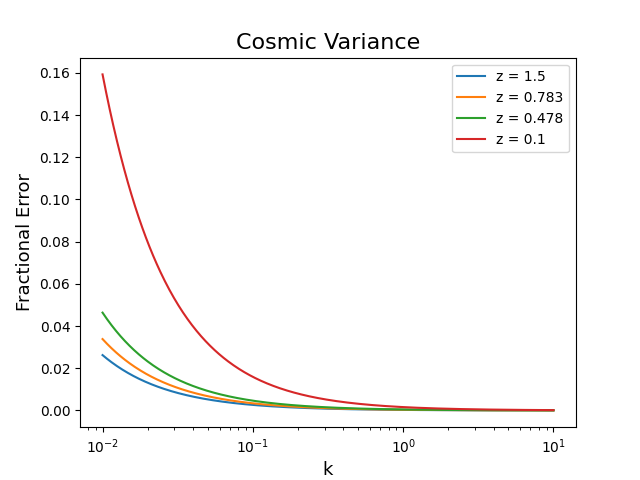 Cosmic Variance
z = 1.5
z = 0.783
z = 0.478
z = 0.1
Fractional Error
0.16
0.14
0.12
0.10
0.08
0.06
0.04
0.02
0.00
10⁻² 10⁻¹ 10⁰ 10¹
k